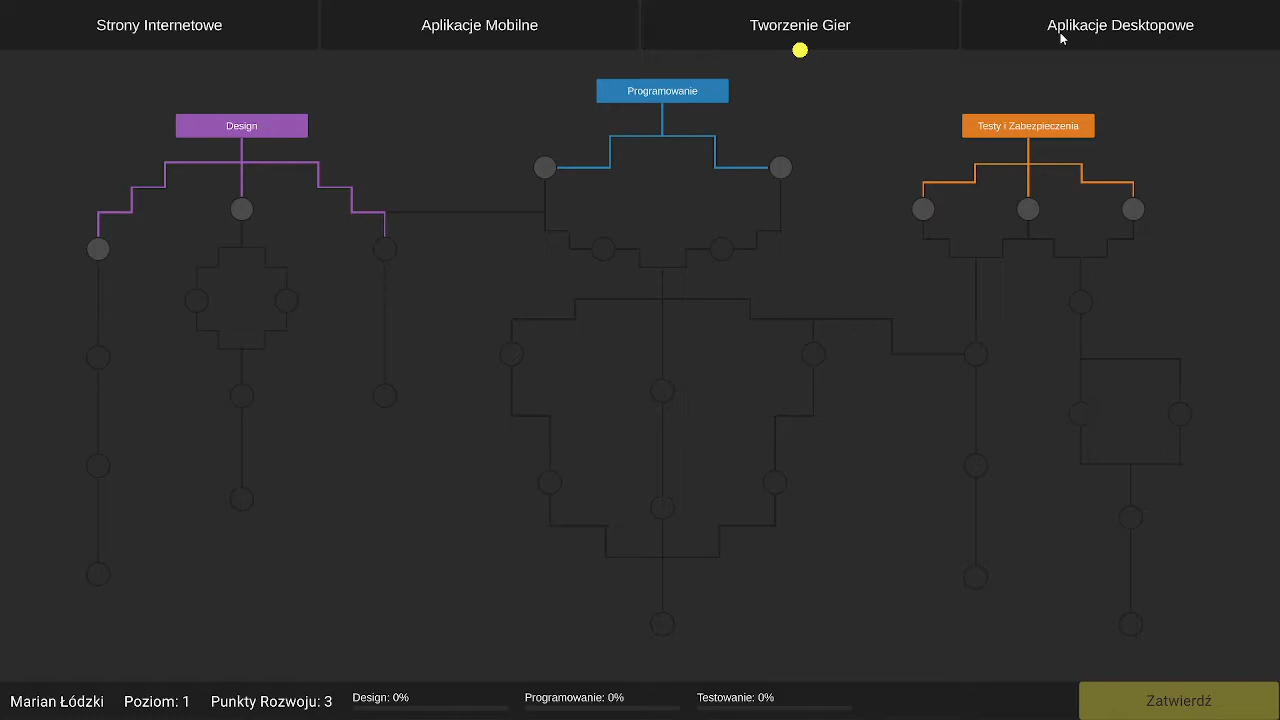 Strony Internetowe
Aplikacje Mobilne
Tworzenie Gier
Aplikacje Desktopowe
Programowanie
Design
Testy i Zabezpieczenia
Marian Łódzki
Poziom: 1
Punkty Rozwoju: 3
Design: 0%
Programowanie: 0%
Testowanie: 0%
Zatwierdź